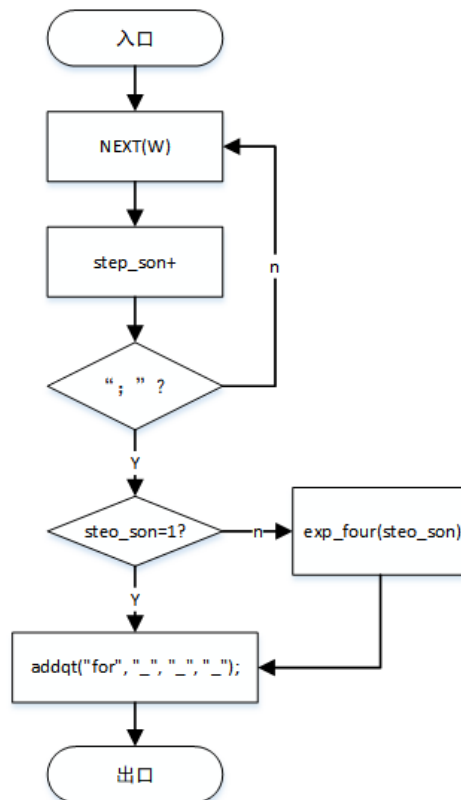 入口
NEXT(W)
step_son+
n
“；”?
Y
steo_son=1?
n
exp_four(steo_son)
Y
addqt("for", "_", "_", "_");
出口